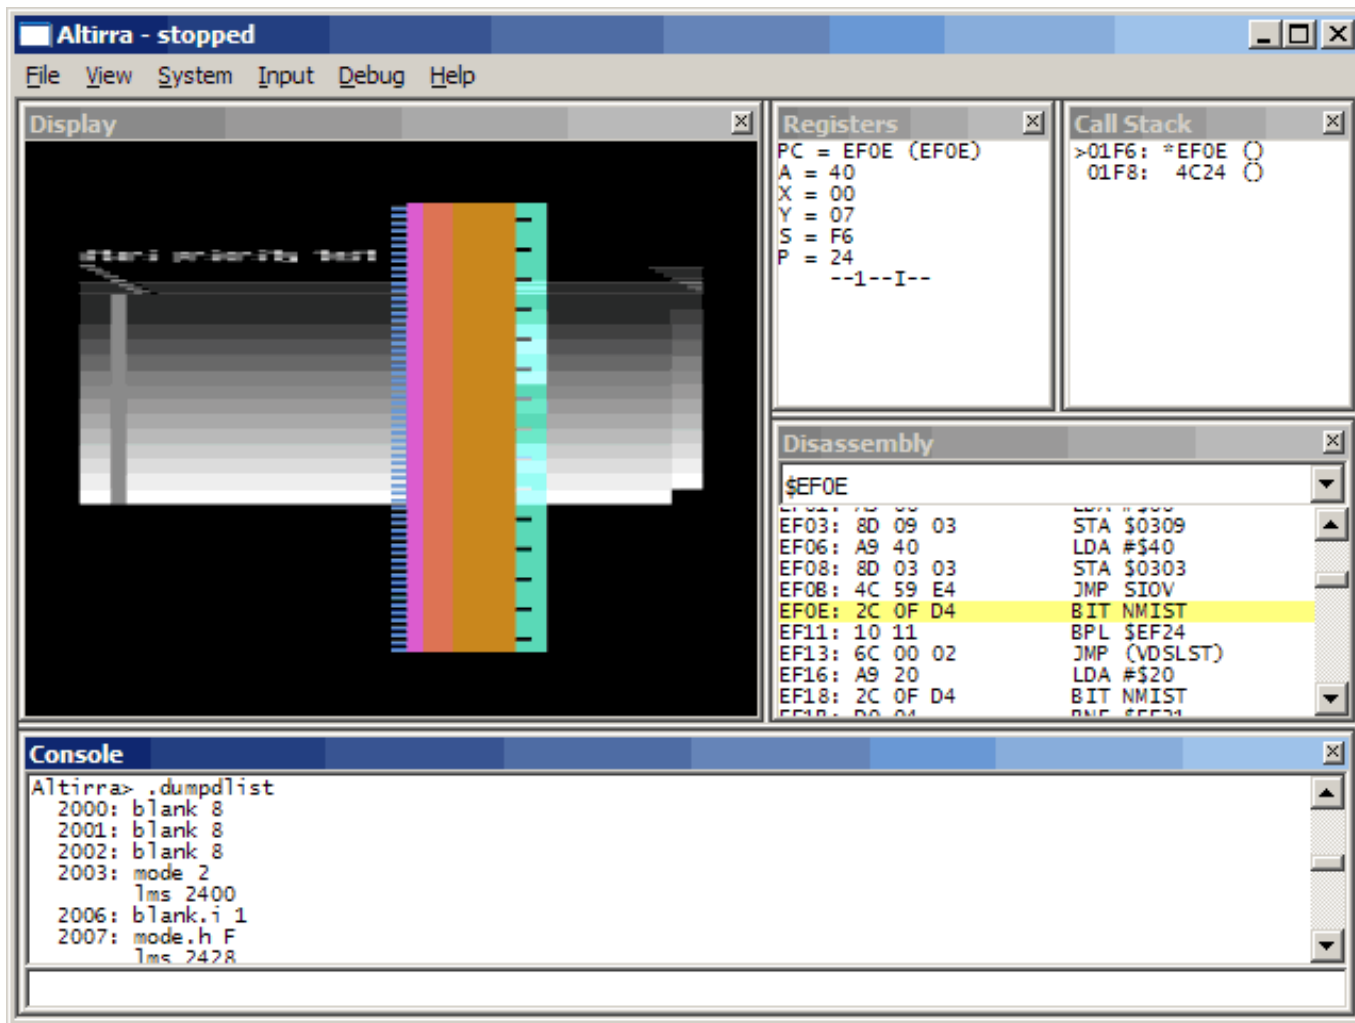 Altirra - stopped
File View System Input Debug Help
Display
atari priority test
Registers
PC = EF0E (EF0E)
A = 40
X = 00
Y = 07
S = F6
P = 24
--1--I--
Call Stack
>01F6: *EF0E ()
01F8: 4C24 ()
Disassembly
$EF0E
EF03: 8D 09 03 STA $0309
EF06: A9 40 LDA #$40
EF08: 8D 03 03 STA $0303
EF0B: 4C 59 E4 JMP SIOV
EF0E: 2C 0F D4 BIT NMIST
EF11: 10 11 BPL $EF24
EF13: 6C 00 02 JMP (VDSLST)
EF16: A9 20 LDA #$20
EF18: 2C 0F D4 BIT NMIST
Console
Altirra> .dumpdlist
2000: blank 8
2001: blank 8
2002: blank 8
2003: mode 2
lms 2400
2006: blank.i 1
2007: mode.h F
lms 2428